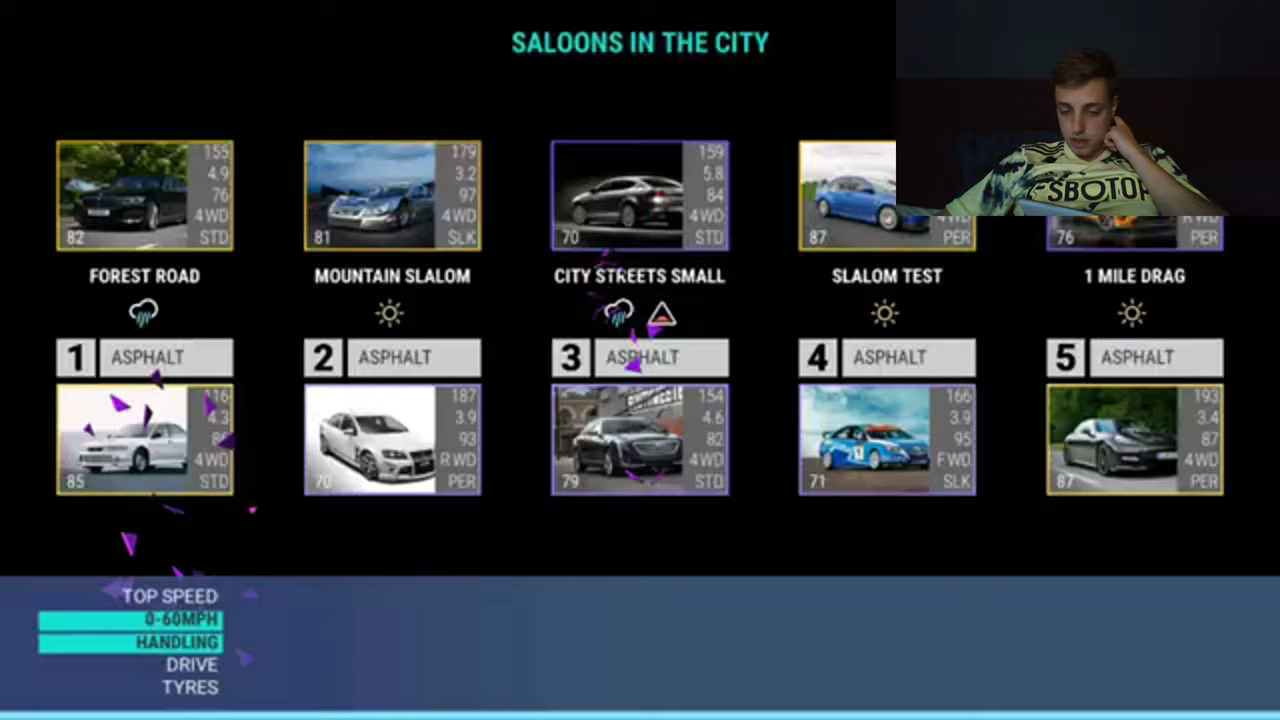 SALOONS IN THE CITY
155
4.9
76
4WD
82 STD
179
3.2
97
4WD
81 SLK
159
5.8
84
4WD
70 STD
4WD
87 PER
RWD
76 PER
FOREST ROAD
MOUNTAIN SLALOM
CITY STREETS SMALL
SLALOM TEST
1 MILE DRAG
1 ASPHALT
2 ASPHALT
3 ASPHALT
4 ASPHALT
5 ASPHALT
4.3
4WD
85 STD
187
3.9
93
RWD
70 PER
154
4.6
82
4WD
79 STD
166
3.9
95
FWD
71 SLK
193
3.4
87
4WD
87 PER
TOP SPEED
0-60MPH
HANDLING
DRIVE
TYRES